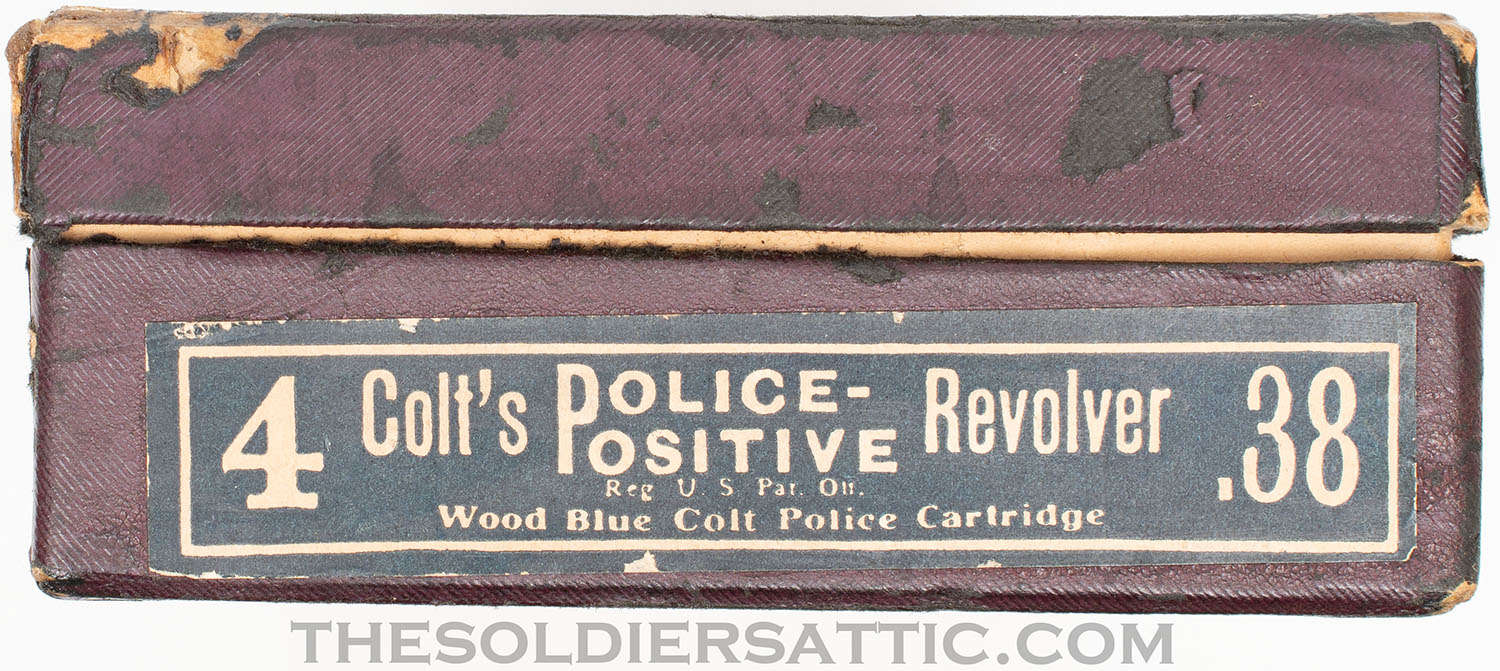 4 Colt's POLICE-POSITIVE Revolver .38
Reg U. S Pat. Off.
Wood Blue Colt Police Cartridge
THESOLDIERSATTIC.COM